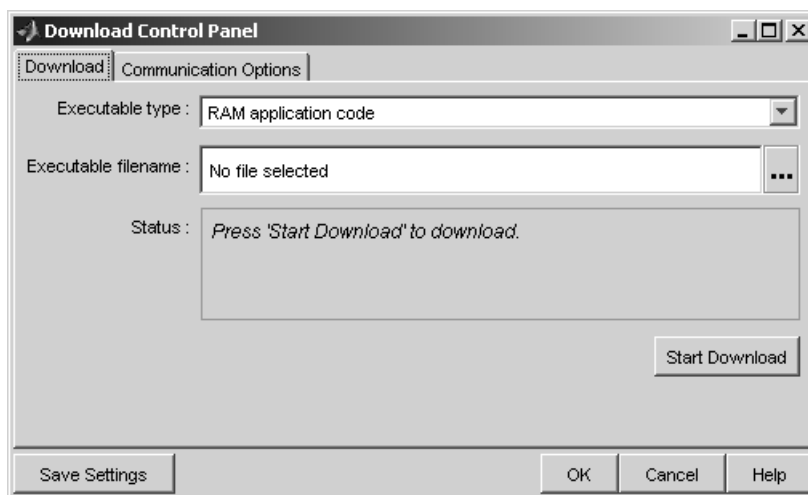 Download Control Panel
Download Communication Options
Executable type : RAM application code
Executable filename : No file selected ...
Status : Press 'Start Download' to download.
Start Download
Save Settings OK Cancel Help